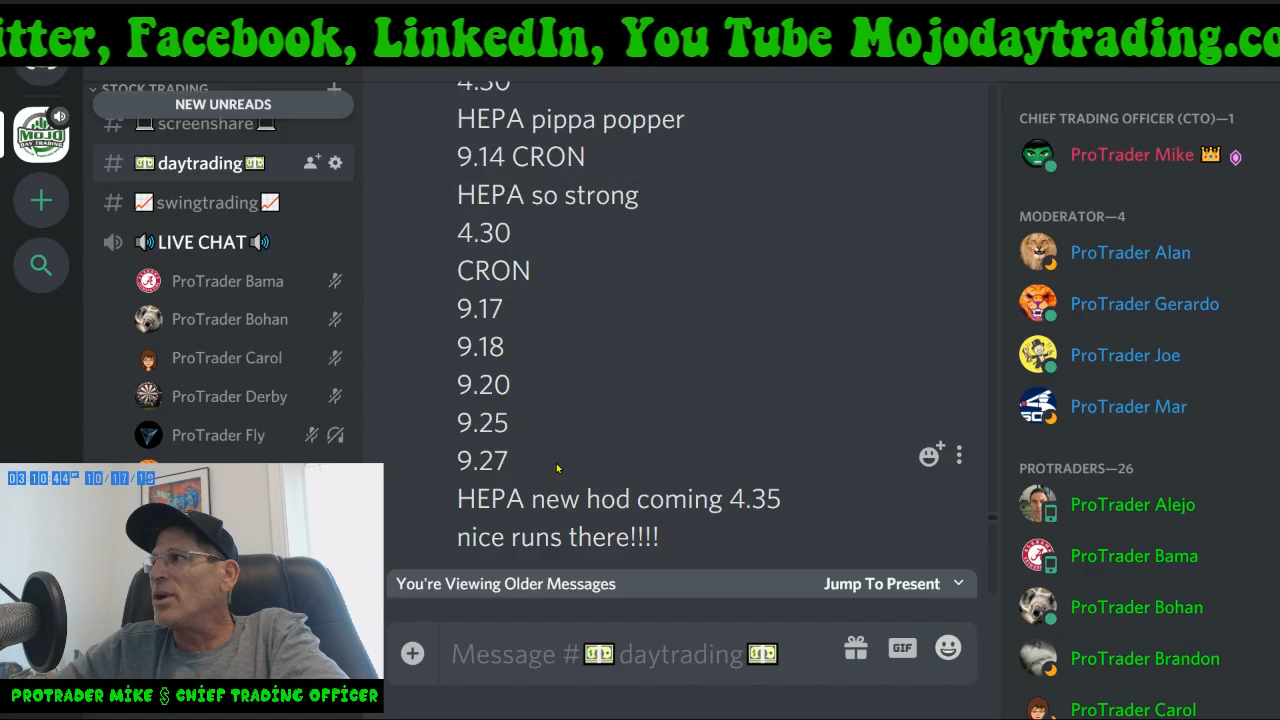 itter, Facebook, LinkedIn, You Tube Mojodaytrading.co
STOCK TRADING
NEW UNREADS
# 💻screenshare💻
# 💵daytrading💵
# 📈swingtrading📈
🔊LIVE CHAT🔊
ProTrader Bama
ProTrader Bohan
ProTrader Carol
ProTrader Derby
ProTrader Fly
MOJO
DAY TRADING
4.30
HEPA pippa popper
9.14 CRON
HEPA so strong
4.30
CRON
9.17
9.18
9.20
9.25
9.27
HEPA new hod coming 4.35
nice runs there!!!!
You're Viewing Older Messages
Jump To Present
Message #💵daytrading💵
GIF
CHIEF TRADING OFFICER (CTO)—1
ProTrader Mike 👑
MODERATOR—4
ProTrader Alan
ProTrader Gerardo
ProTrader Joe
ProTrader Mar
PROTRADERS—26
ProTrader Alejo
ProTrader Bama
ProTrader Bohan
ProTrader Brandon
ProTrader Carol
03:10:44 PM 10/17/19
PROTRADER MIKE $ CHIEF TRADING OFFICER